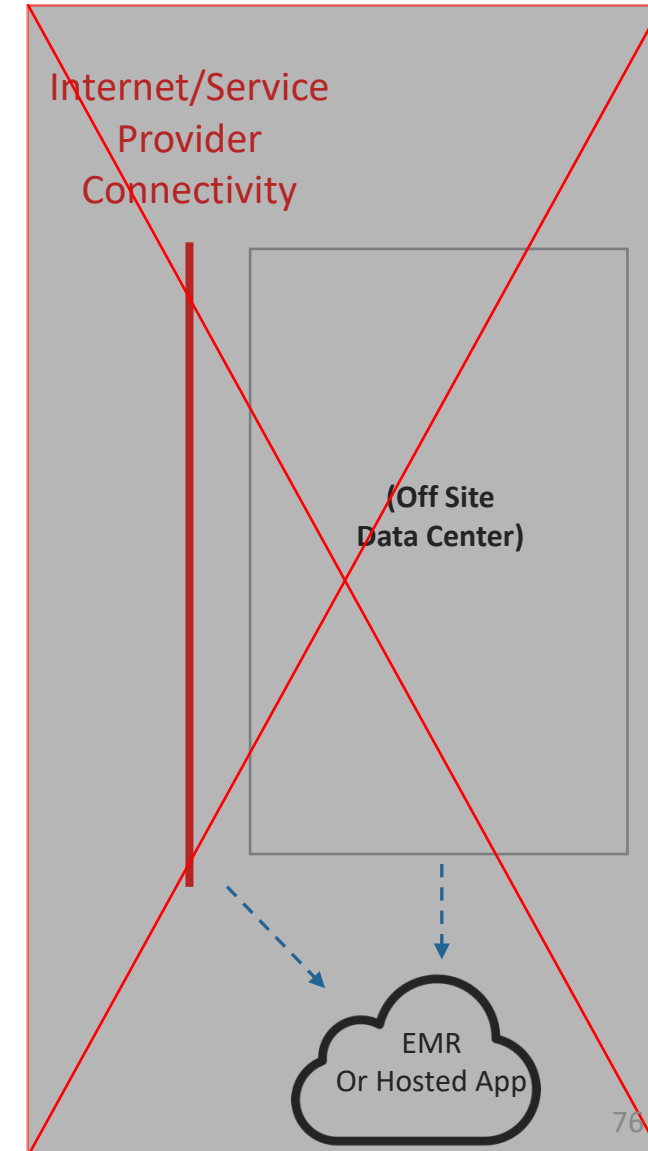 Internet/Service
Provider
Connectivity
(Off Site
Data Center)
EMR
Or Hosted App
76